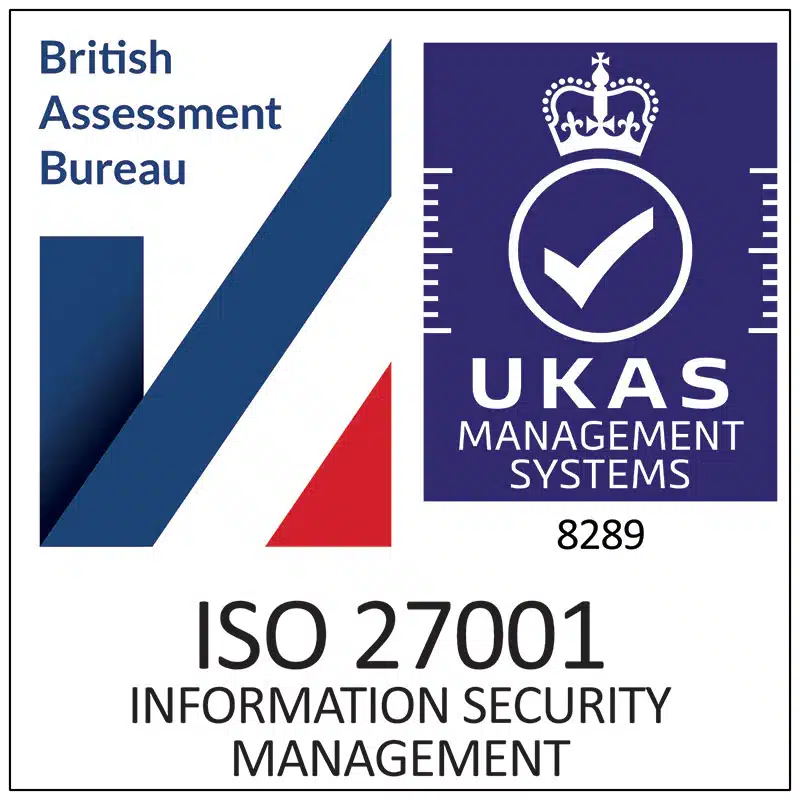 British
Assessment
Bureau
UKAS
MANAGEMENT
SYSTEMS
8289
ISO 27001
INFORMATION SECURITY
MANAGEMENT